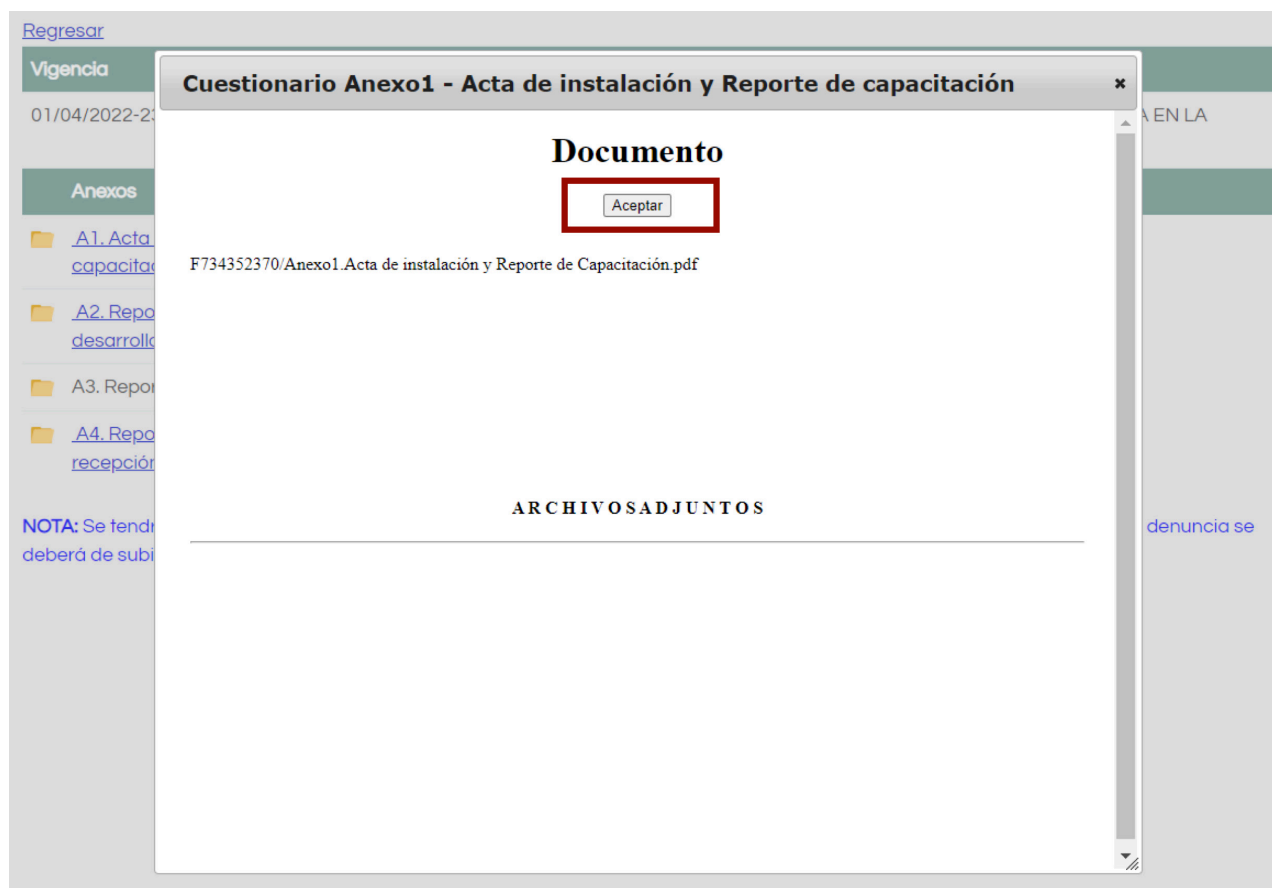 Regresar
Vigencia
Cuestionario Anexo1 - Acta de instalación y Reporte de capacitación
01/04/2022-23
A EN LA
Documento
Aceptar
Anexos
A1. Acta
capacitac
F734352370/Anexo1.Acta de instalación y Reporte de Capacitación.pdf
A2. Repo
desarrollo
A3. Repor
A4. Repo
recepción
A R C H I V O S A D J U N T O S
NOTA: Se tendr
denuncia se
deberá de subi